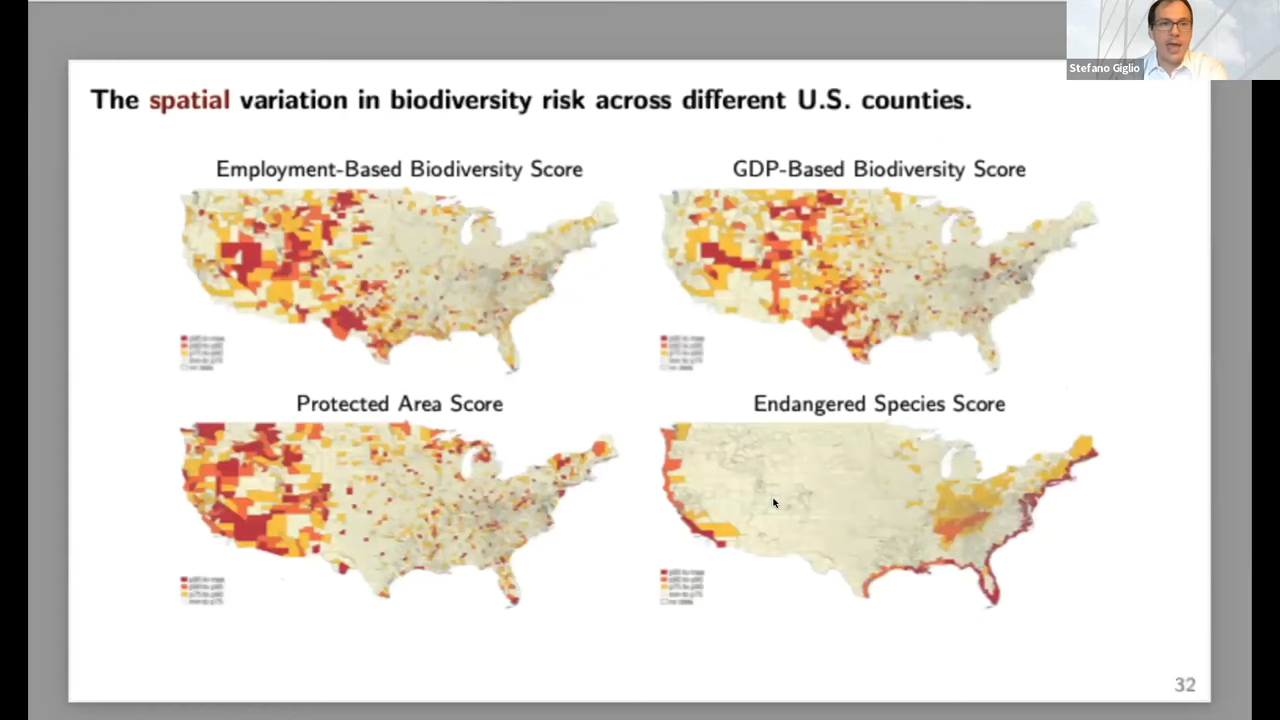 Stefano Giglio
The spatial variation in biodiversity risk across different U.S. counties.
Employment-Based Biodiversity Score
GDP-Based Biodiversity Score
Protected Area Score
Endangered Species Score
32